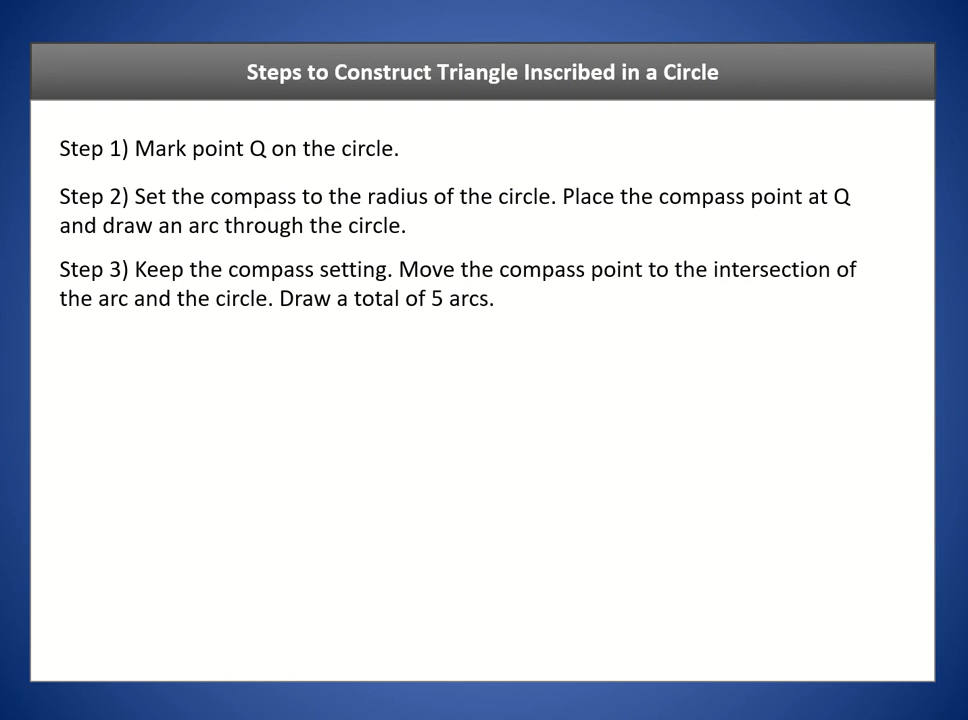 Steps to Construct Triangle Inscribed in a Circle
Step 1) Mark point Q on the circle.
Step 2) Set the compass to the radius of the circle. Place the compass point at Q
and draw an arc through the circle.
Step 3) Keep the compass setting. Move the compass point to the intersection of
the arc and the circle. Draw a total of 5 arcs.